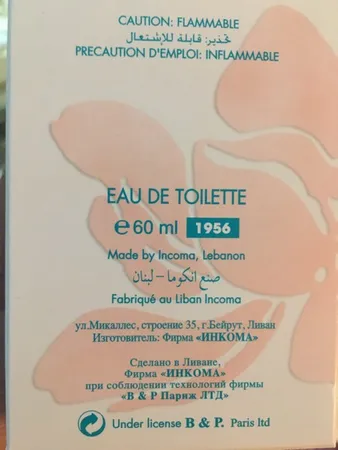 CAUTION: FLAMMABLE
تحذير: قابلة للإشتعال
PRECAUTION D'EMPLOI: INFLAMMABLE
EAU DE TOILETTE
℮ 60 ml 1956
Made by Incoma, Lebanon
صنع انكوما - لبنان
Fabriqué au Liban Incoma
ул.Микаллес, строение 35, г.Бейрут, Ливан
Изготовитель: Фирма «ИНКОМА»
Сделано в Ливане,
Фирма «ИНКОМА»
при соблюдении технологий фирмы
«B & P Париж ЛТД»
Under license B & P. Paris ltd